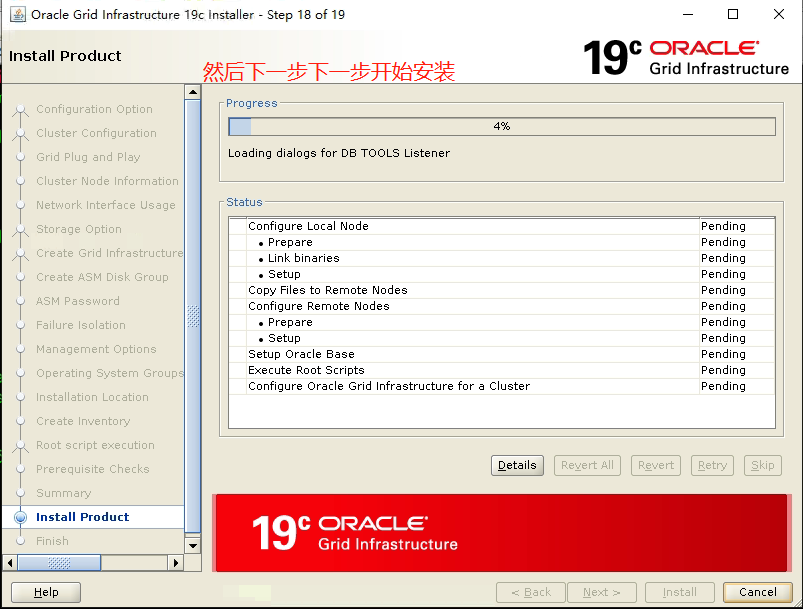 Oracle Grid Infrastructure 19c Installer - Step 18 of 19
Install Product
然后下一步下一步开始安装
19c ORACLE
Grid Infrastructure
Configuration Option
Cluster Configuration
Grid Plug and Play
Cluster Node Information
Network Interface Usage
Storage Option
Create Grid Infrastructure
Create ASM Disk Group
ASM Password
Failure Isolation
Management Options
Operating System Groups
Installation Location
Create Inventory
Root script execution
Prerequisite Checks
Summary
Install Product
Finish
Progress
4%
Loading dialogs for DB TOOLS Listener
Status
Configure Local Node Pending
• Prepare Pending
• Link binaries Pending
• Setup Pending
Copy Files to Remote Nodes Pending
Configure Remote Nodes Pending
• Prepare Pending
• Setup Pending
Setup Oracle Base Pending
Execute Root Scripts Pending
Configure Oracle Grid Infrastructure for a Cluster Pending
Details Revert All Revert Retry Skip
19c ORACLE
Grid Infrastructure
Help < Back Next > Install Cancel